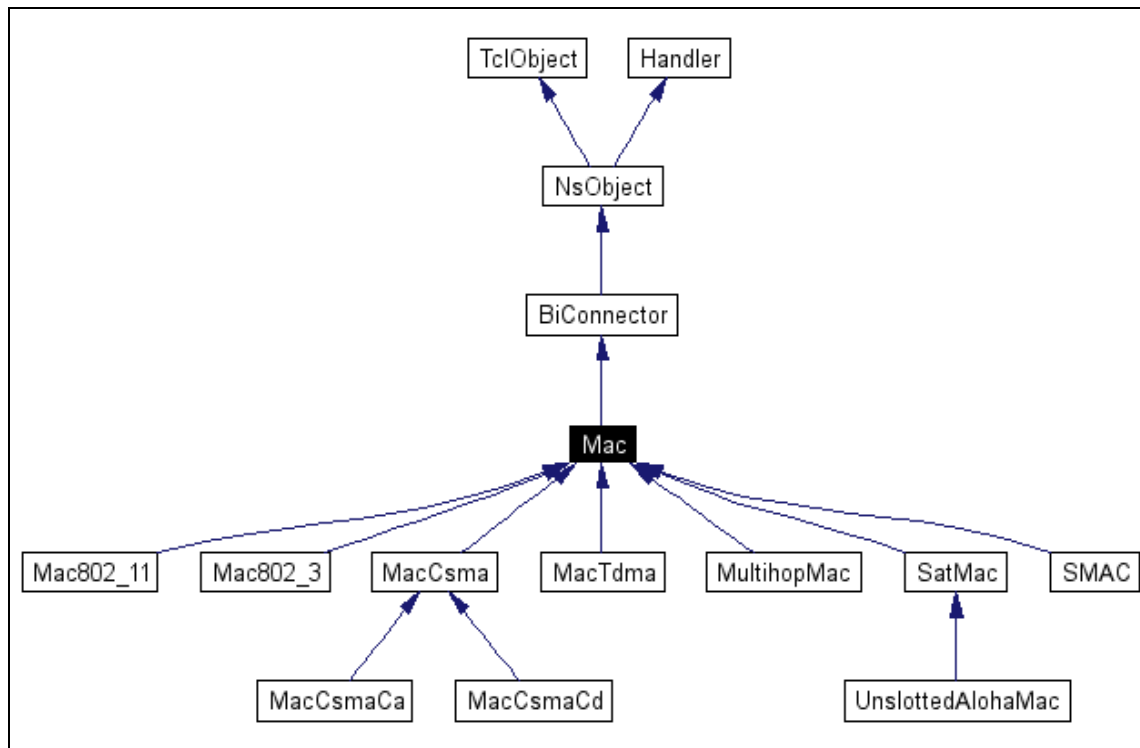 TclObject Handler
NsObject
BiConnector
Mac
Mac802_11 Mac802_3 MacCsma MacTdma MultihopMac SatMac SMAC
MacCsmaCa MacCsmaCd UnslottedAlohaMac